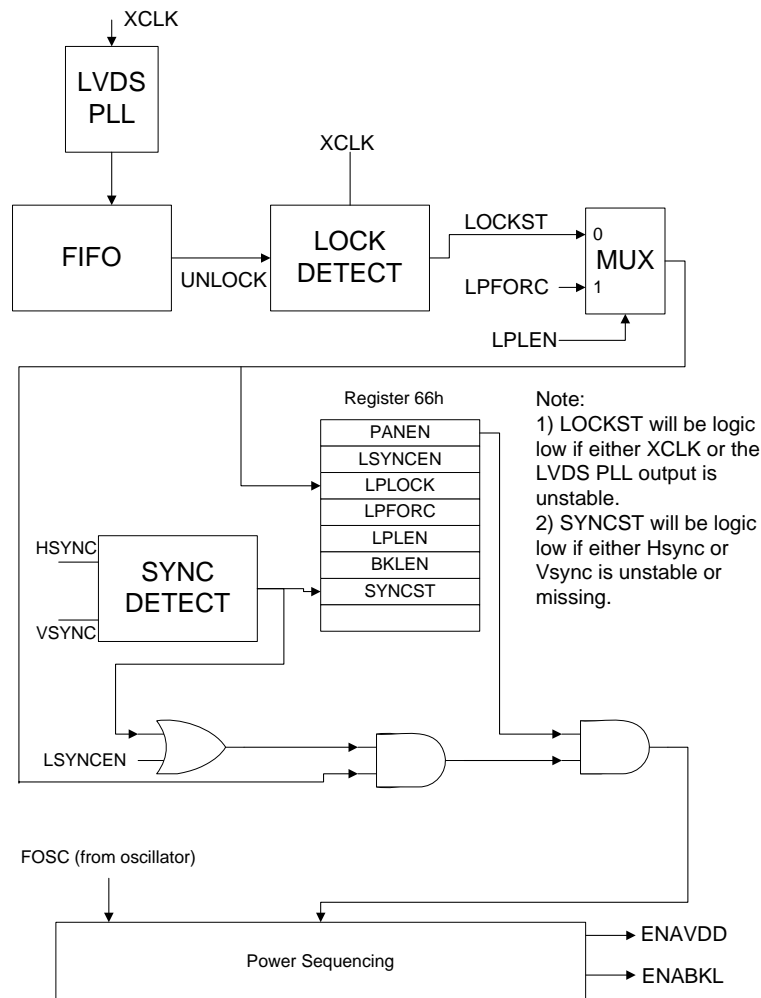 XCLK
LVDS
PLL
XCLK
FIFO
UNLOCK
LOCK
DETECT
LOCKST
0
MUX
LPFORC
1
LPLEN
Register 66h
PANEN
LSYNCEN
LPLOCK
LPFORC
LPLEN
BKLEN
SYNCST
Note:
1) LOCKST will be logic
low if either XCLK or the
LVDS PLL output is
unstable.
2) SYNCST will be logic
low if either Hsync or
Vsync is unstable or
missing.
HSYNC
SYNC
DETECT
VSYNC
LSYNCEN
FOSC (from oscillator)
Power Sequencing
ENAVDD
ENABKL